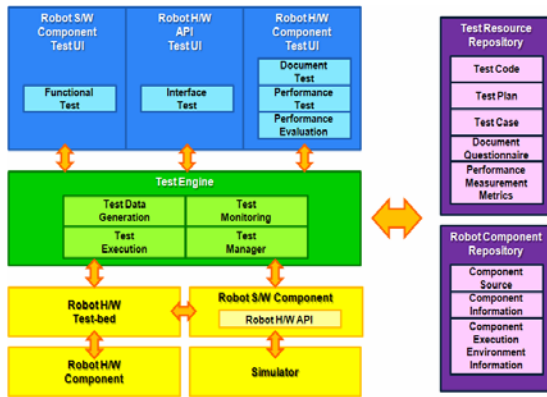 Robot S/W
Component
Test UI
Functional
Test
Robot H/W
API
Test UI
Interface
Test
Robot H/W
Component
Test UI
Document
Test
Performance
Test
Performance
Evaluation
Test Engine
Test Data
Generation
Test
Monitoring
Test
Execution
Test
Manager
Robot H/W
Test-bed
Robot S/W Component
Robot H/W API
Robot H/W
Component
Simulator
Test Resource
Repository
Test Code
Test Plan
Test Case
Document
Questionnaire
Performance
Measurement
Metrics
Robot Component
Repository
Component
Source
Component
Information
Component
Execution
Environment
Information